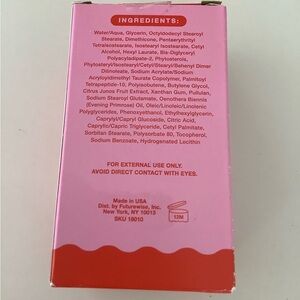 INGREDIENTS:
Water/Aqua, Glycerin, Octyldodecyl Stearoyl
Stearate, Dimethicone, Pentaerythrityl
Tetraisostearate, Isostearyl Isostearate, Cetyl
Alcohol, Hexyl Laurate, Bis-Diglyceryl
Polyacyladipate-2, Phytosterols,
Phytosteryl/Isostearyl/Cetyl/Stearyl/Behenyl Dimer
Dilinoleate, Sodium Acrylate/Sodium
Acryloyldimethyl Taurate Copolymer, Palmitoyl
Tetrapeptide-10, Polyisobutene, Butylene Glycol,
Citrus Junos Fruit Extract, Xanthan Gum, Pullulan,
Sodium Stearoyl Glutamate, Oenothera Biennis
(Evening Primrose) Oil, Oleic/Linoleic/Linolenic
Polyglycerides, Phenoxyethanol, Ethylhexylglycerin,
Caprylyl/Capryl Glucoside, Citric Acid,
Caprylic/Capric Triglyceride, Cetyl Palmitate,
Sorbitan Stearate, Polysorbate 80, Tocopherol,
Sodium Benzoate, Hydrogenated Lecithin
FOR EXTERNAL USE ONLY.
AVOID DIRECT CONTACT WITH EYES.
Made in USA
Dist. by Futurewise, Inc.
New York, NY 10013
SKU 18010
12M